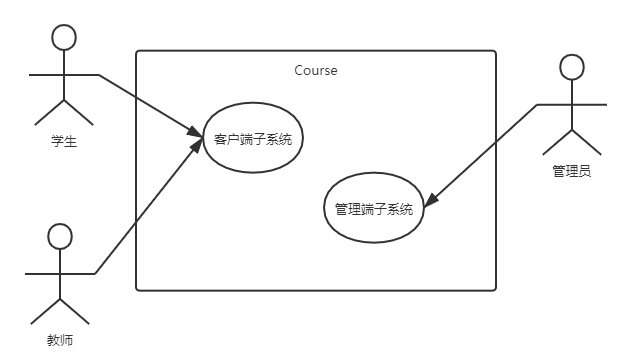 Course
学生
客户端子系统
管理员
管理端子系统
教师